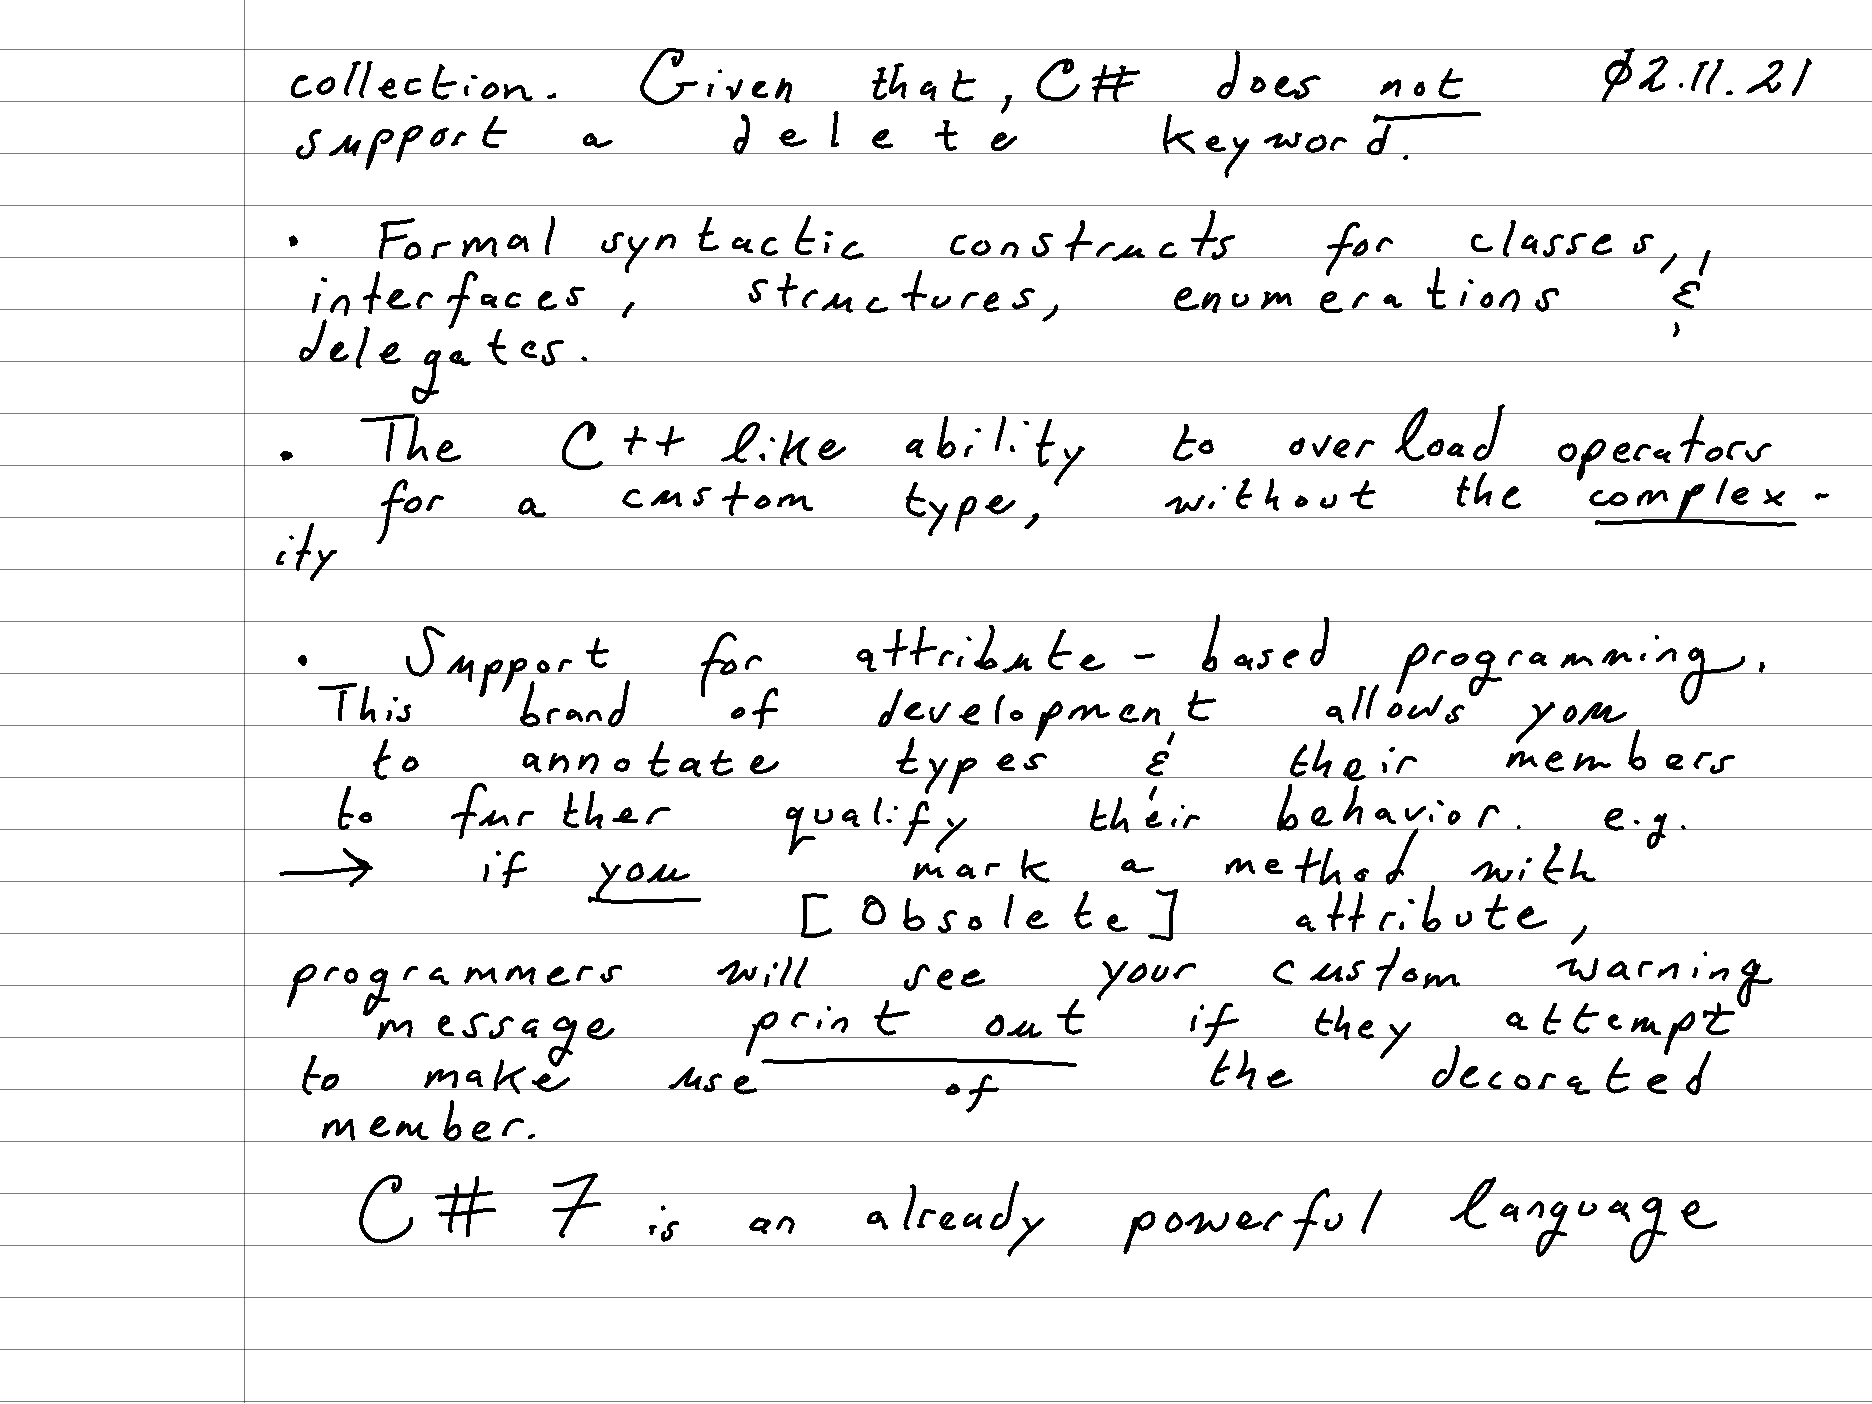 collection. Given that, C# does not 02.11.21
support a delete keyword.
• Formal syntactic constructs for classes,
interfaces, structures, enumerations &
delegates.
• The C++ like ability to overload operators
for a custom type, without the complex-
ity
• Support for attribute-based programming.
This brand of development allows you
to annotate types & their members
to further qualify their behavior. e.g.
→ if you mark a method with
[Obsolete] attribute,
programmers will see your custom warning
message print out if they attempt
to make use of the decorated
member.
C# 7 is an already powerful language